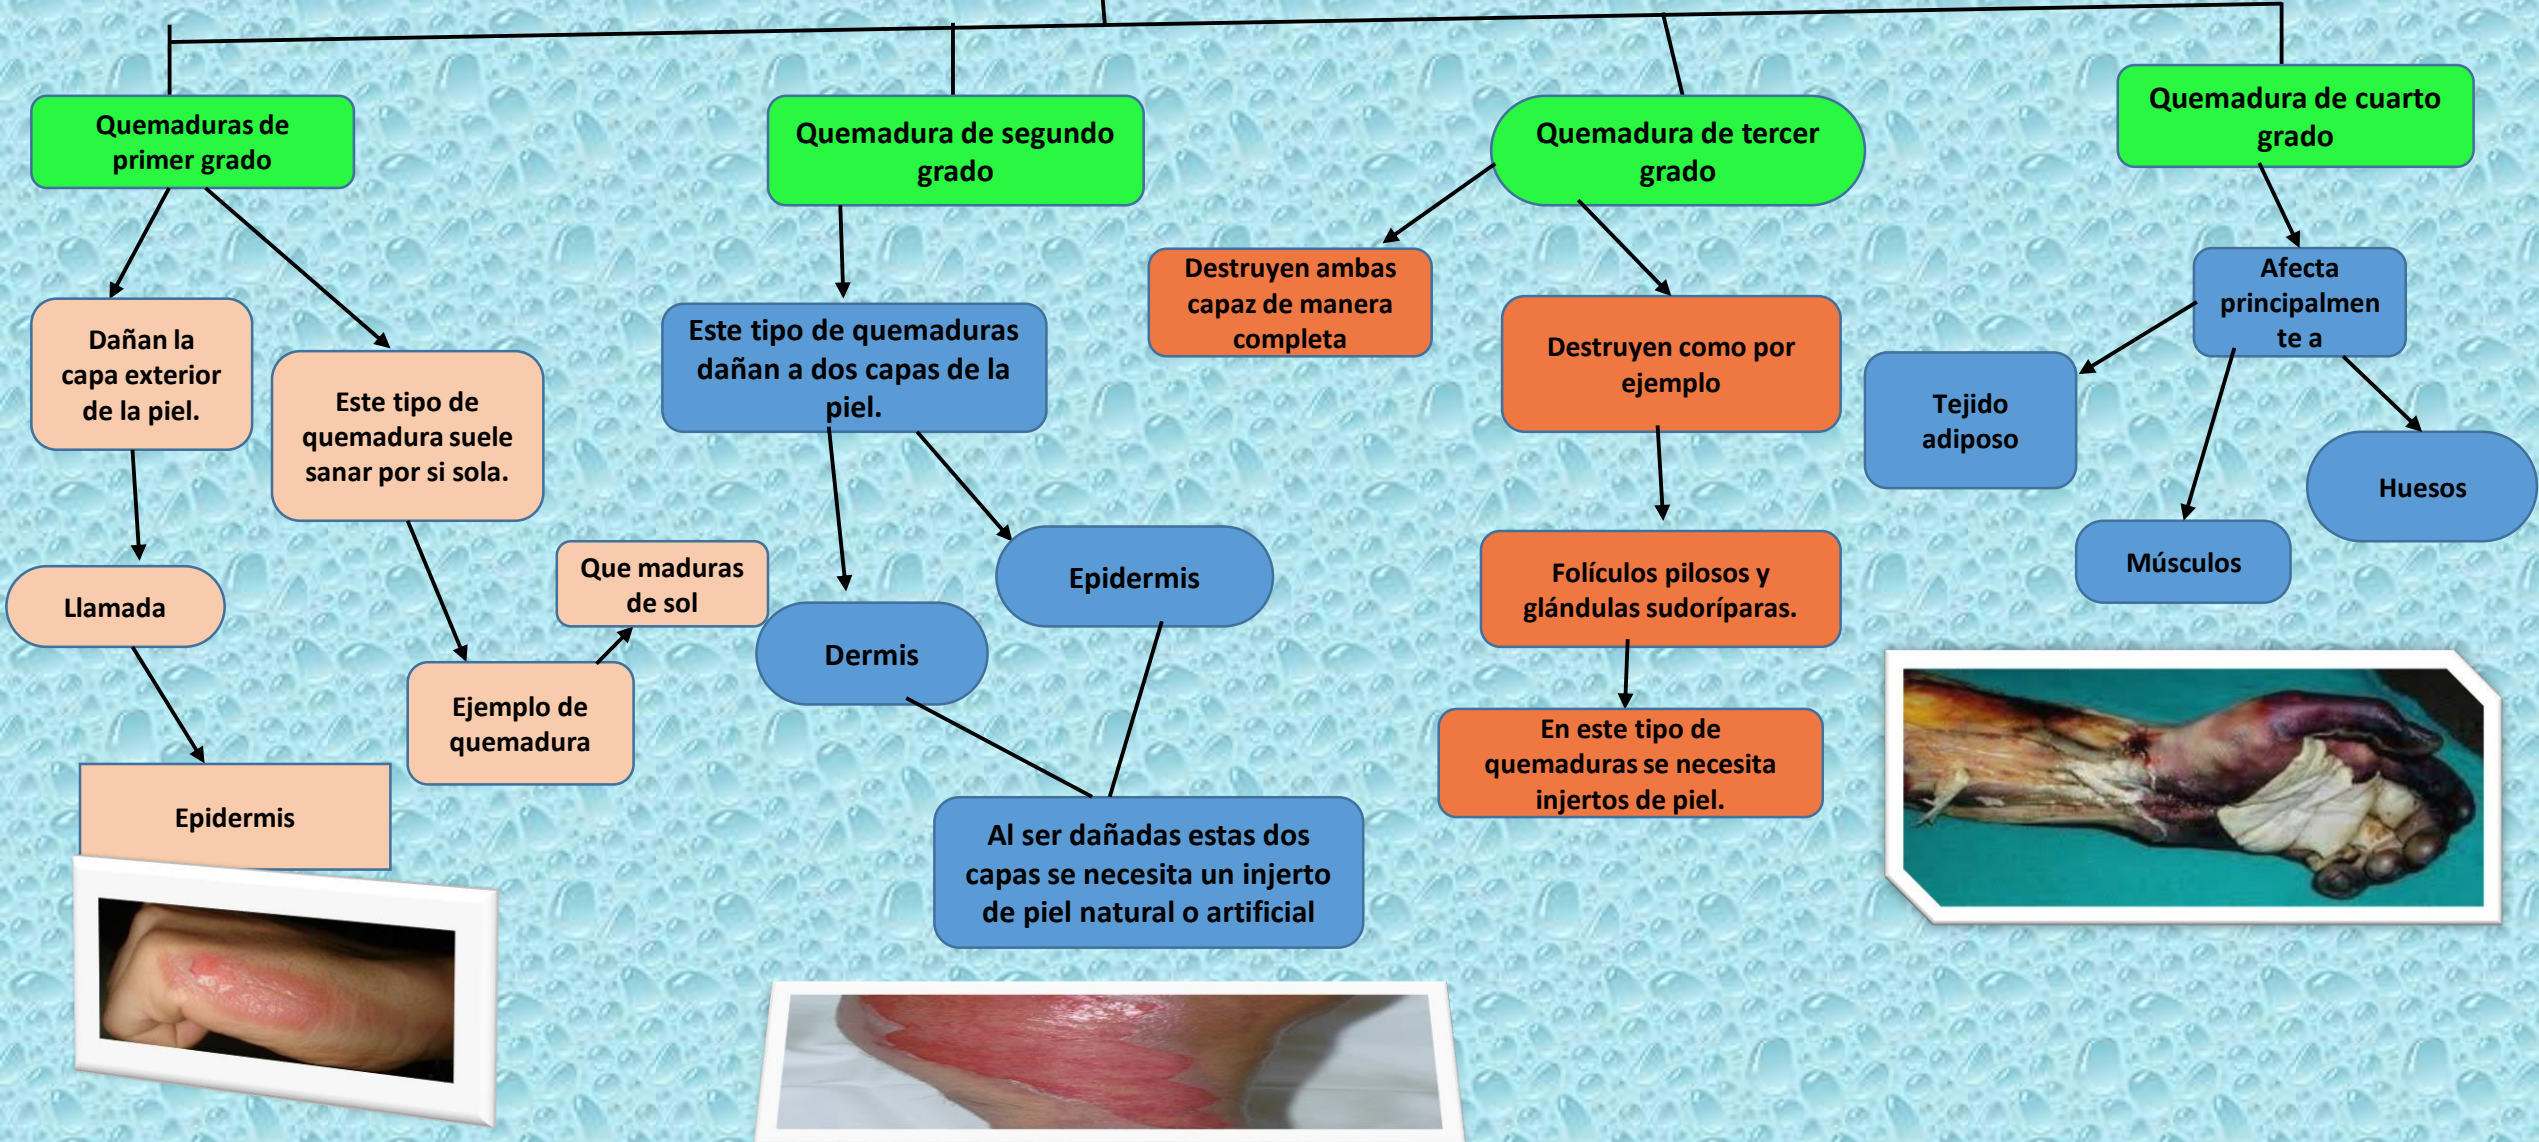 Quemaduras de
primer grado
Dañan la
capa exterior
de la piel.
Llamada
Epidermis
Este tipo de
quemadura suele
sanar por si sola.
Ejemplo de
quemadura
Que maduras
de sol
Quemadura de segundo
grado
Este tipo de quemaduras
dañan a dos capas de la
piel.
Dermis
Epidermis
Al ser dañadas estas dos
capas se necesita un injerto
de piel natural o artificial
Quemadura de tercer
grado
Destruyen ambas
capaz de manera
completa
Destruyen como por
ejemplo
Folículos pilosos y
glándulas sudoríparas.
En este tipo de
quemaduras se necesita
injertos de piel.
Quemadura de cuarto
grado
Afecta
principalmen
te a
Tejido
adiposo
Músculos
Huesos